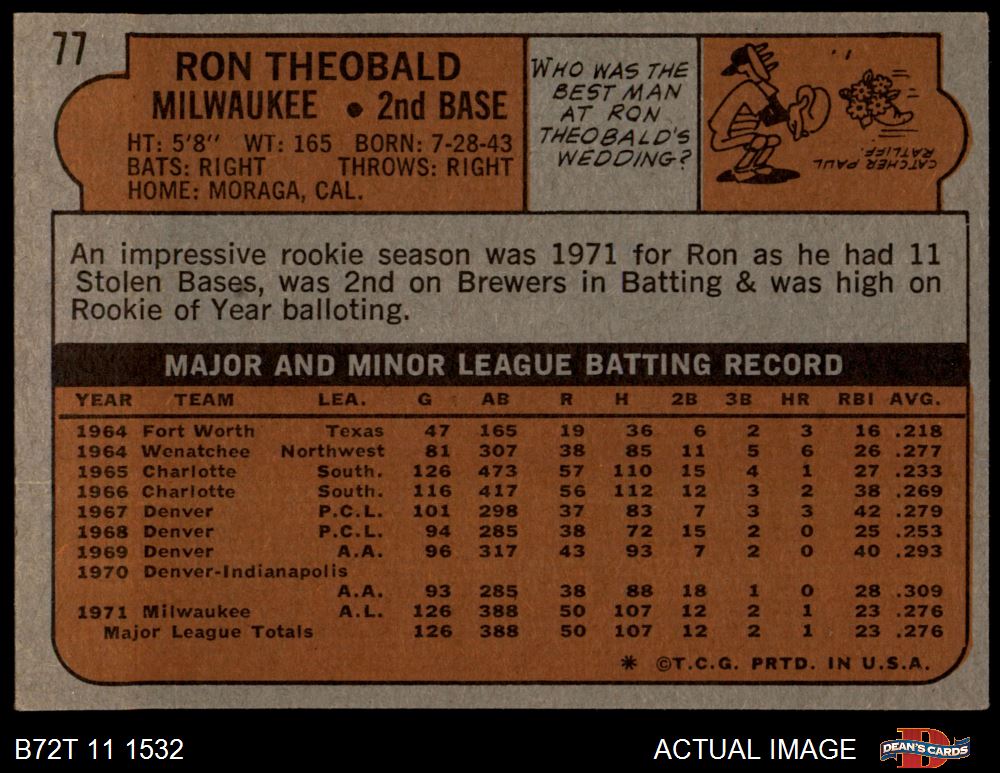 77
RON THEOBALD
MILWAUKEE • 2nd BASE
HT: 5'8" WT: 165 BORN: 7-28-43
BATS: RIGHT THROWS: RIGHT
HOME: MORAGA, CAL.
WHO WAS THE
BEST MAN
AT RON
THEOBALD'S
WEDDING?
CATCHER PAUL
RATLIFF.
An impressive rookie season was 1971 for Ron as he had 11
Stolen Bases, was 2nd on Brewers in Batting & was high on
Rookie of Year balloting.
MAJOR AND MINOR LEAGUE BATTING RECORD
YEAR TEAM LEA. G AB R H 2B 3B HR RBI AVG.
1964 Fort Worth Texas 47 165 19 36 6 2 3 16 .218
1964 Wenatchee Northwest 81 307 38 85 11 5 6 26 .277
1965 Charlotte South. 126 473 57 110 15 4 1 27 .233
1966 Charlotte South. 116 417 56 112 12 3 2 38 .269
1967 Denver P.C.L. 101 298 37 83 7 3 3 42 .279
1968 Denver P.C.L. 94 285 38 72 15 2 0 25 .253
1969 Denver A.A. 96 317 43 93 7 2 0 40 .293
1970 Denver-Indianapolis
A.A. 93 285 38 88 18 1 0 28 .309
1971 Milwaukee A.L. 126 388 50 107 12 2 1 23 .276
Major League Totals 126 388 50 107 12 2 1 23 .276
* ©T.C.G. PRTD. IN U.S.A.
B72T 11 1532
ACTUAL IMAGE
DEAN'S CARDS